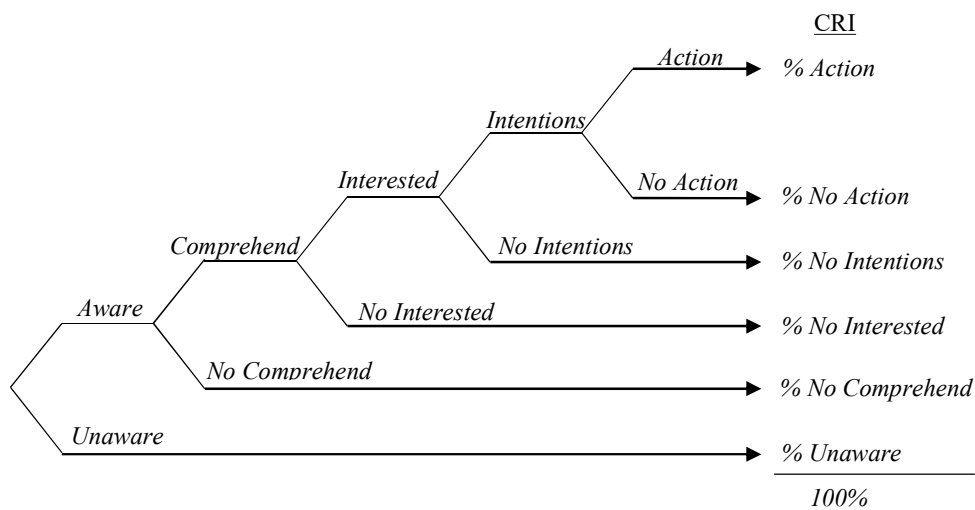 CRI
Action % Action
Intentions
Interested No Action % No Action
Comprehend No Intentions % No Intentions
Aware No Interested % No Interested
No Comprehend % No Comprehend
Unaware % Unaware
100%